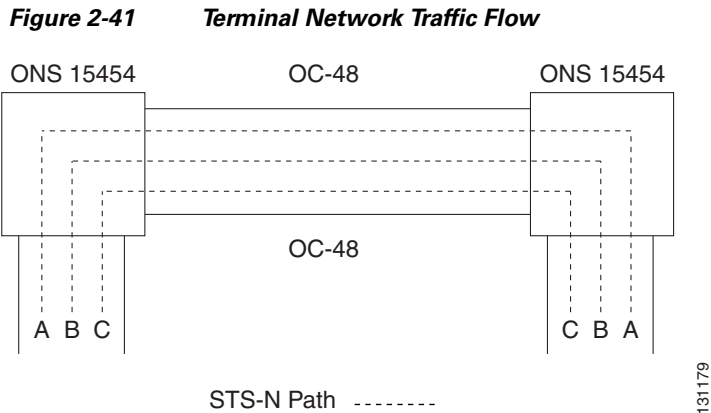 Figure 2-41 Terminal Network Traffic Flow
ONS 15454 OC-48 ONS 15454
OC-48
A B C C B A
STS-N Path
131179